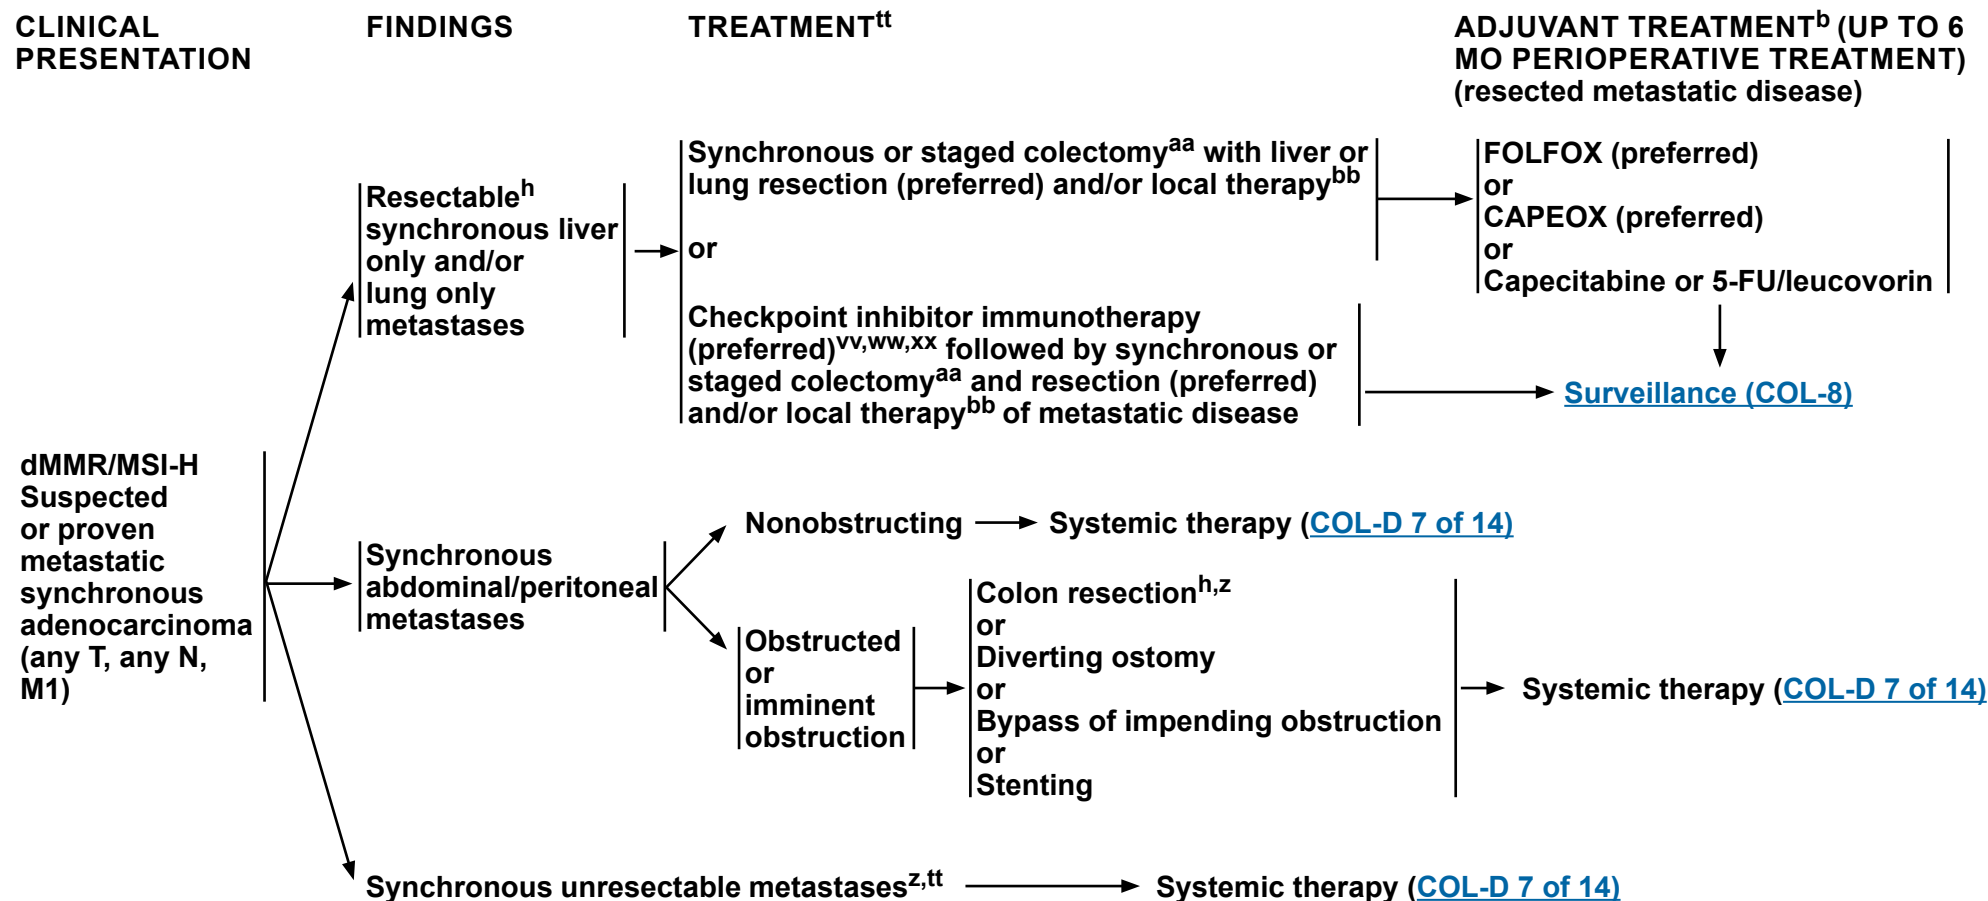 CLINICAL
PRESENTATION
FINDINGS
TREATMENTtt
ADJUVANT TREATMENTb (UP TO 6
MO PERIOPERATIVE TREATMENT)
(resected metastatic disease)
dMMR/MSI-H
Suspected
or proven
metastatic
synchronous
adenocarcinoma
(any T, any N,
M1)
Resectableh
synchronous liver
only and/or
lung only
metastases
Synchronous or staged colectomyaa with liver or
lung resection (preferred) and/or local therapybb
or
Checkpoint inhibitor immunotherapy
(preferred)vv,ww,xx followed by synchronous or
staged colectomyaa and resection (preferred)
and/or local therapybb of metastatic disease
FOLFOX (preferred)
or
CAPEOX (preferred)
or
Capecitabine or 5-FU/leucovorin
Surveillance (COL-8)
Synchronous
abdominal/peritoneal
metastases
Nonobstructing
Systemic therapy (COL-D 7 of 14)
Obstructed
or
imminent
obstruction
Colon resectionh,z
or
Diverting ostomy
or
Bypass of impending obstruction
or
Stenting
Systemic therapy (COL-D 7 of 14)
Synchronous unresectable metastasesz,tt
Systemic therapy (COL-D 7 of 14)